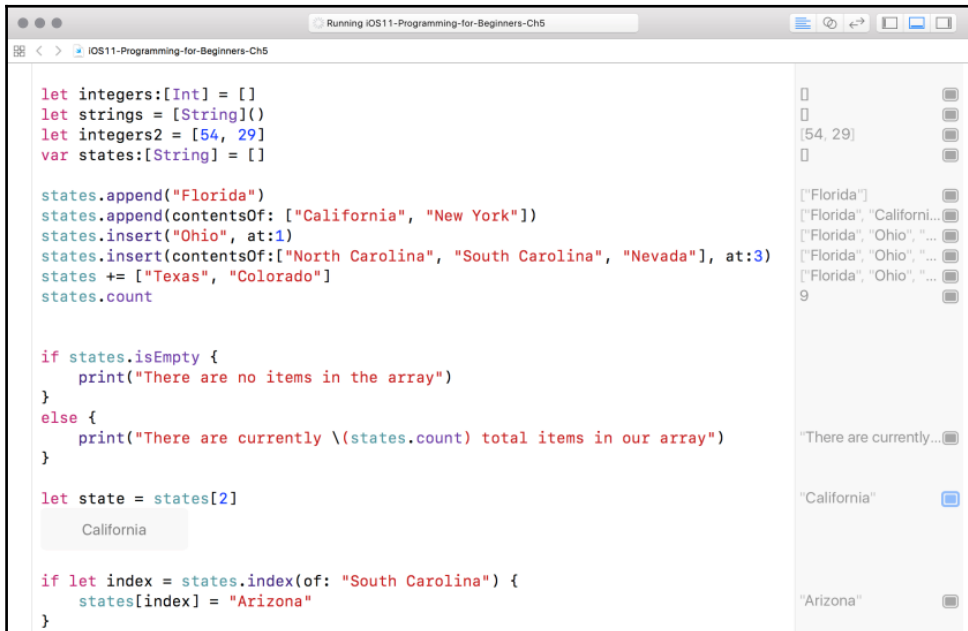 Running iOS11-Programming-for-Beginners-Ch5
iOS11-Programming-for-Beginners-Ch5
let integers:[Int] = [] []
let strings = [String]() []
let integers2 = [54, 29] [54, 29]
var states:[String] = [] []
states.append("Florida") ["Florida"]
states.append(contentsOf: ["California", "New York"]) ["Florida", "Californi...
states.insert("Ohio", at:1) ["Florida", "Ohio", "...
states.insert(contentsOf:["North Carolina", "South Carolina", "Nevada"], at:3) ["Florida", "Ohio", "...
states += ["Texas", "Colorado"] ["Florida", "Ohio", "...
states.count 9
if states.isEmpty {
    print("There are no items in the array")
}
else {
    print("There are currently \(states.count) total items in our array") "There are currently...
}
let state = states[2] "California"
California
if let index = states.index(of: "South Carolina") {
    states[index] = "Arizona" "Arizona"
}